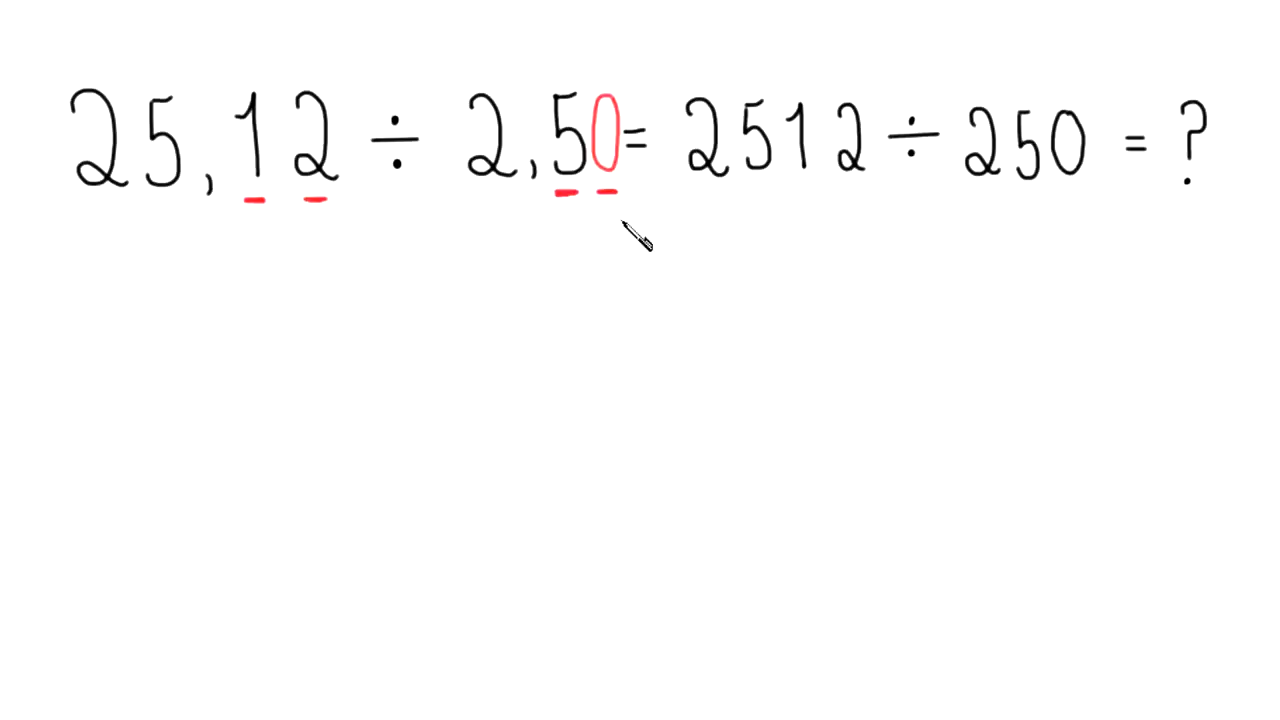 25,12 ÷ 2,50= 2512 ÷ 250 = ?